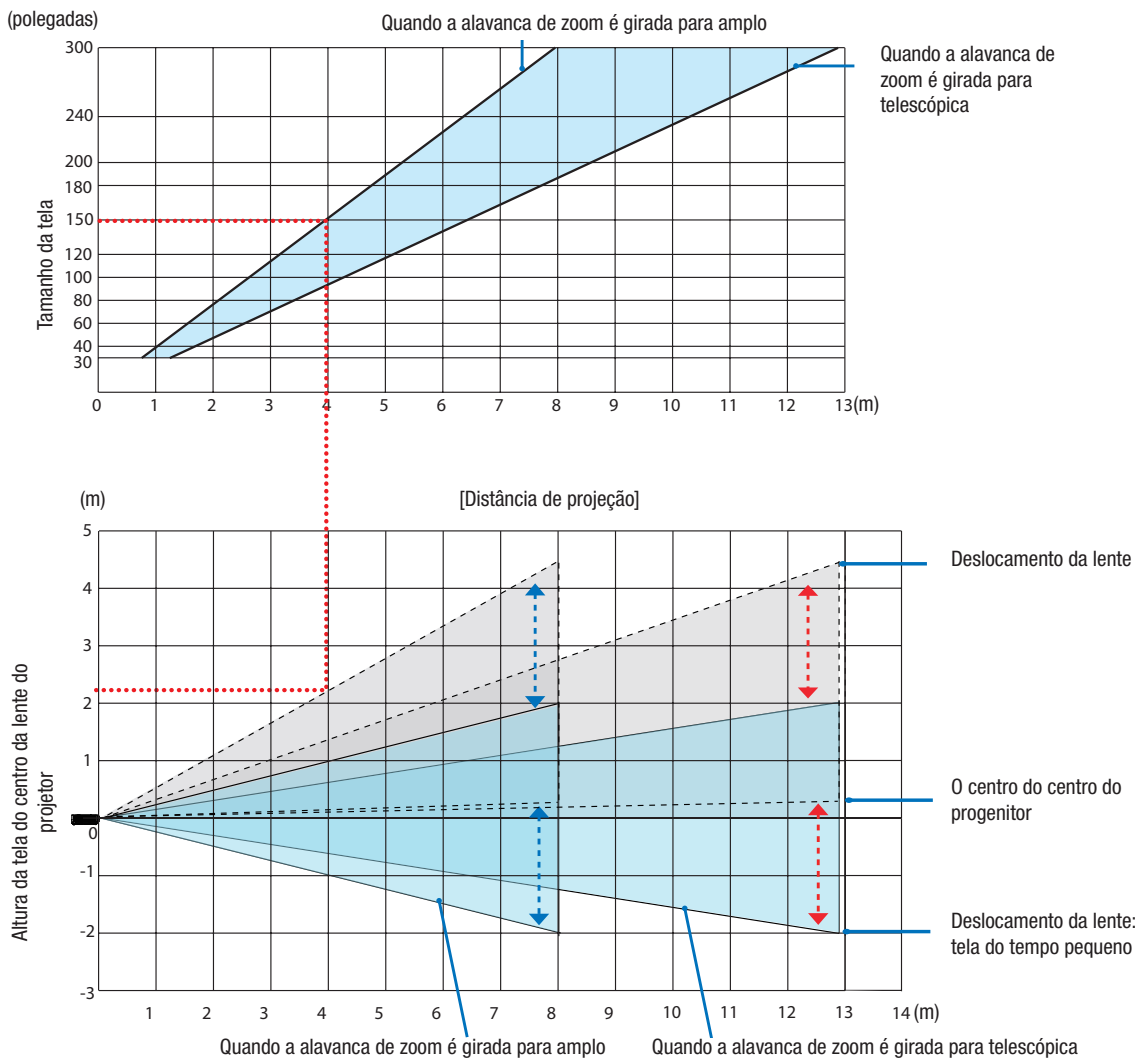 (polegadas)
Quando a alavanca de zoom é girada para amplo
Quando a alavanca de
zoom é girada para
telescópica
Tamanho da tela
300
240
200
180
150
120
100
80
60
40
30
0 1 2 3 4 5 6 7 8 9 10 11 12 13 (m)
(m)
[Distância de projeção]
Altura da tela do centro da lente do
projetor
5
4
3
2
1
0
-1
-2
-3
Deslocamento da lente
O centro do centro do
progenitor
Deslocamento da lente:
tela do tempo pequeno
1 2 3 4 5 6 7 8 9 10 11 12 13 14 (m)
Quando a alavanca de zoom é girada para amplo
Quando a alavanca de zoom é girada para telescópica